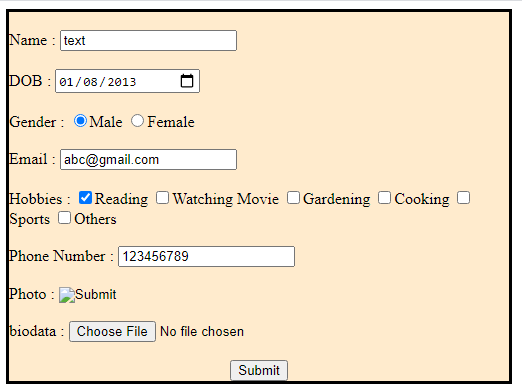 Name : text
DOB : 01/08/2013
Gender : Male Female
Email : abc@gmail.com
Hobbies : Reading Watching Movie Gardening Cooking
Sports Others
Phone Number : 123456789
Photo : Submit
biodata : Choose File No file chosen
Submit